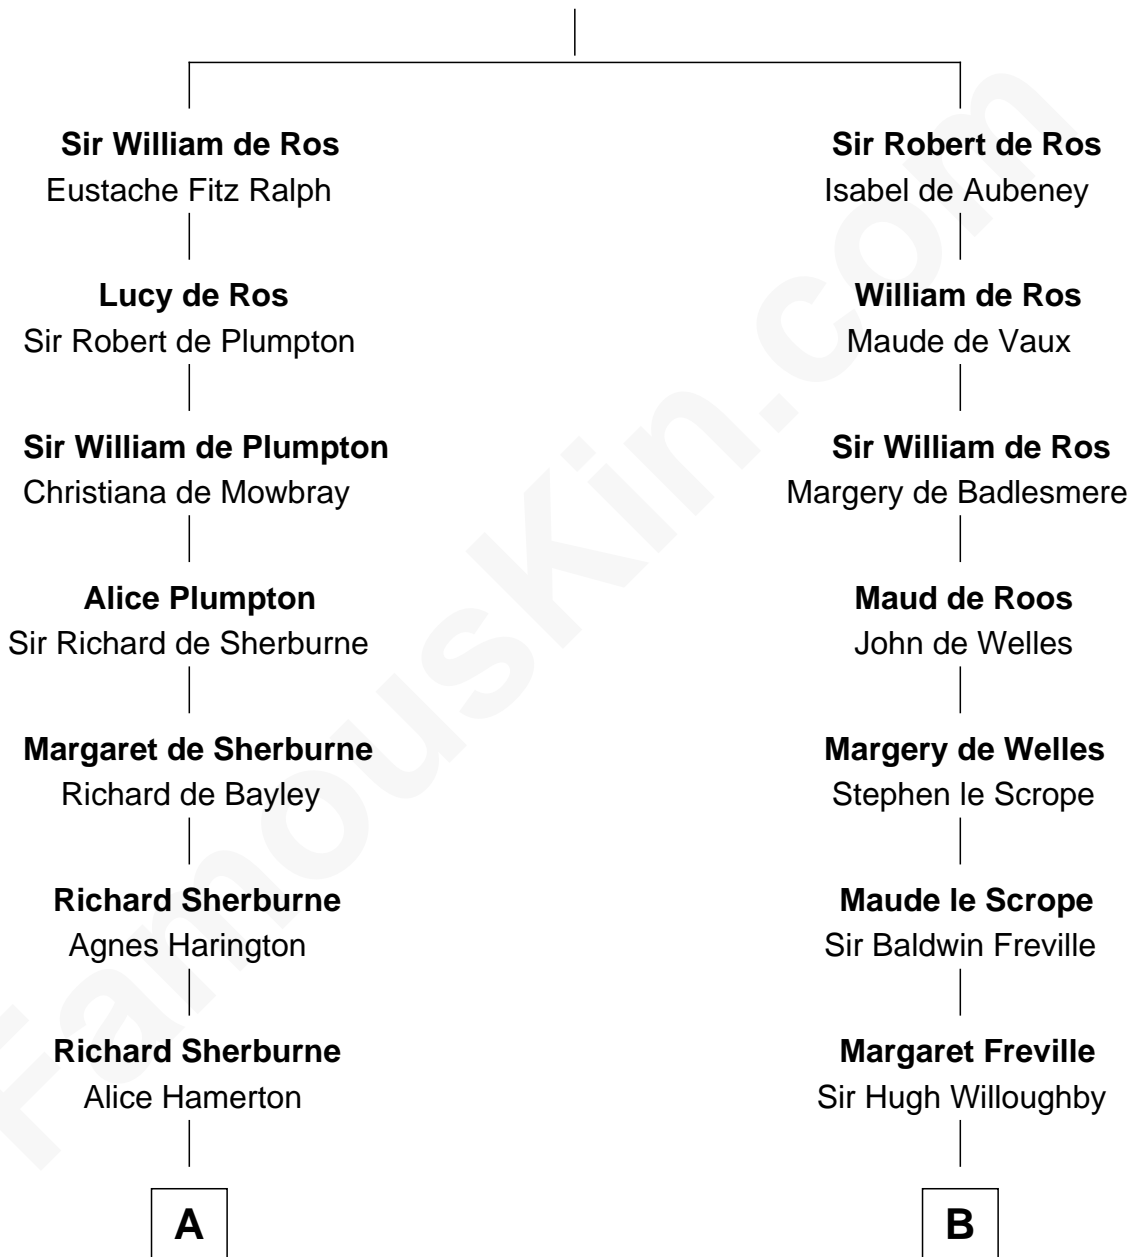 Sir William de Ros
Eustache Fitz Ralph
Lucy de Ros
Sir Robert de Plumpton
Sir William de Plumpton
Christiana de Mowbray
Alice Plumpton
Sir Richard de Sherburne
Margaret de Sherburne
Richard de Bayley
Richard Sherburne
Agnes Harington
Richard Sherburne
Alice Hamerton
A
Sir Robert de Ros
Isabel de Aubeney
William de Ros
Maude de Vaux
Sir William de Ros
Margery de Badlesmere
Maud de Roos
John de Welles
Margery de Welles
Stephen le Scrope
Maude le Scrope
Sir Baldwin Freville
Margaret Freville
Sir Hugh Willoughby
B
FamousKin.com